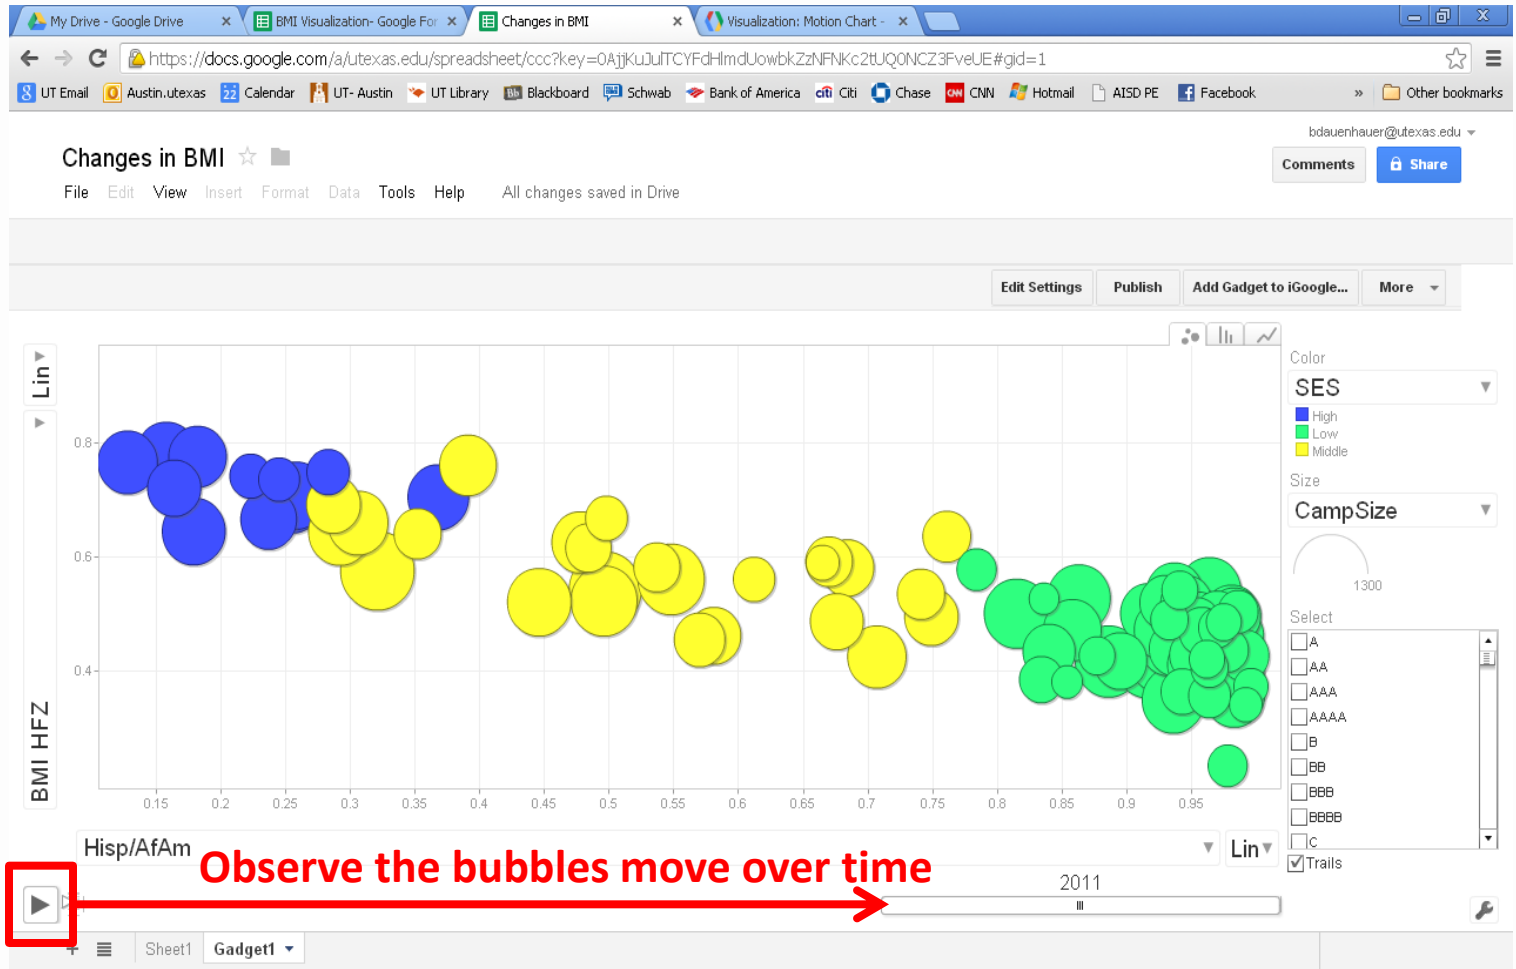 My Drive - Google Drive
BMI Visualization- Google For
Changes in BMI
Visualization: Motion Chart -
https://docs.google.com/a/utexas.edu/spreadsheet/ccc?key=0AjjKuJulTCYFdHlmdUowbkZzNFNKc2tUQ0NCZ3FveUE#gid=1
UT Email Austin.utexas 22 Calendar UT- Austin UT Library Bb Blackboard Schwab Bank of America citi Citi Chase CNN CNN Hotmail AISD PE Facebook » Other bookmarks
bdauenhauer@utexas.edu
Changes in BMI
Comments
Share
File Edit View Insert Format Data Tools Help All changes saved in Drive
Edit Settings Publish Add Gadget to iGoogle... More
Lin
BMI HFZ
0.8
0.6
0.4
0.15 0.2 0.25 0.3 0.35 0.4 0.45 0.5 0.55 0.6 0.65 0.7 0.75 0.8 0.85 0.9 0.95
Color
SES
High
Low
Middle
Size
CampSize
1300
Select
A
AA
AAA
AAAA
B
BB
BBB
BBBB
C
Trails
Hisp/AfAm
Lin
Observe the bubbles move over time
2011
Sheet1 Gadget1